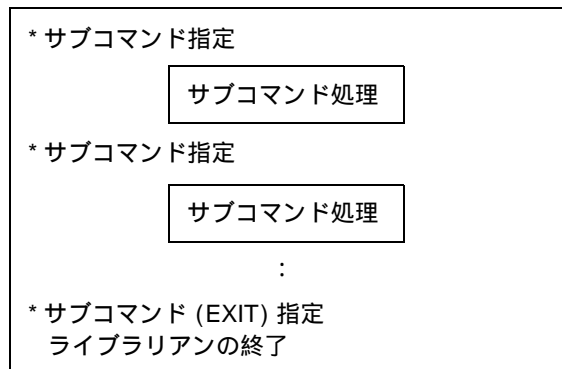 * サブコマンド指定
サブコマンド処理
* サブコマンド指定
サブコマンド処理
:
* サブコマンド (EXIT) 指定
ライブラリアンの終了